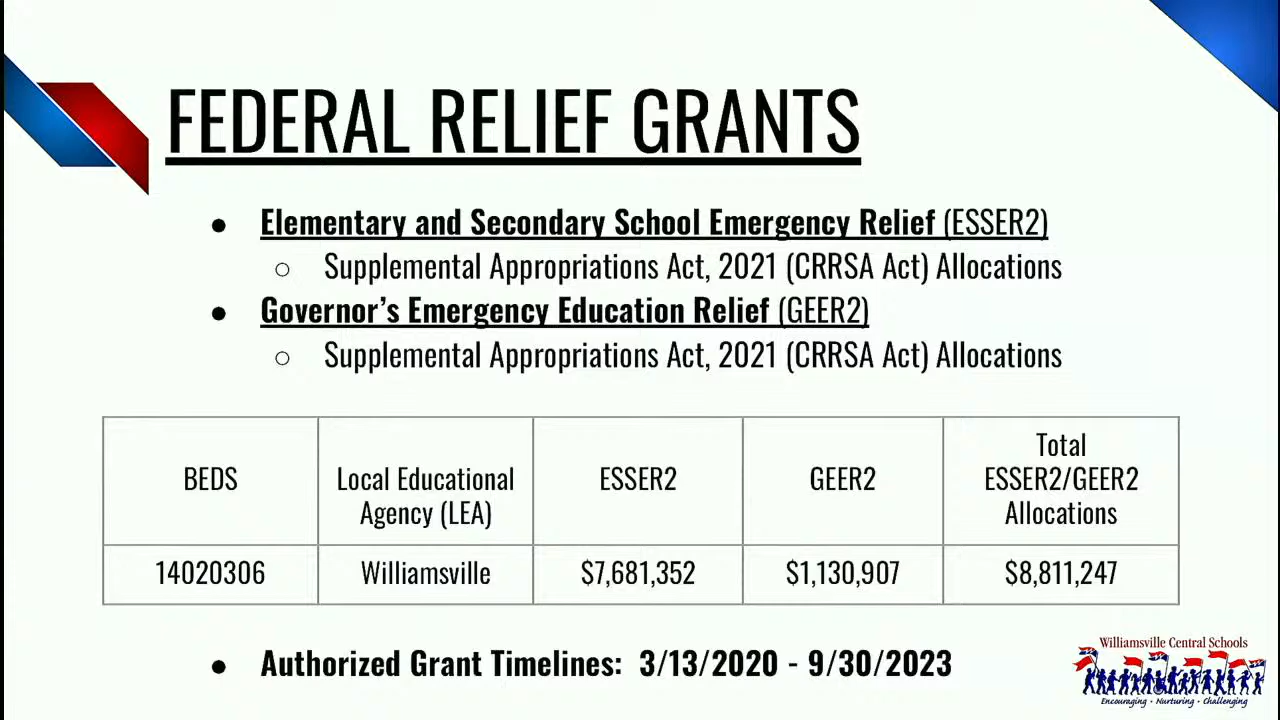 FEDERAL RELIEF GRANTS
● Elementary and Secondary School Emergency Relief (ESSER2)
○ Supplemental Appropriations Act, 2021 (CRRSA Act) Allocations
● Governor's Emergency Education Relief (GEER2)
○ Supplemental Appropriations Act, 2021 (CRRSA Act) Allocations
BEDS
Local Educational
Agency (LEA)
ESSER2
GEER2
Total
ESSER2/GEER2
Allocations
14020306
Williamsville
$7,681,352
$1,130,907
$8,811,247
● Authorized Grant Timelines: 3/13/2020 - 9/30/2023
Williamsville Central Schools
Encouraging • Nurturing • Challenging